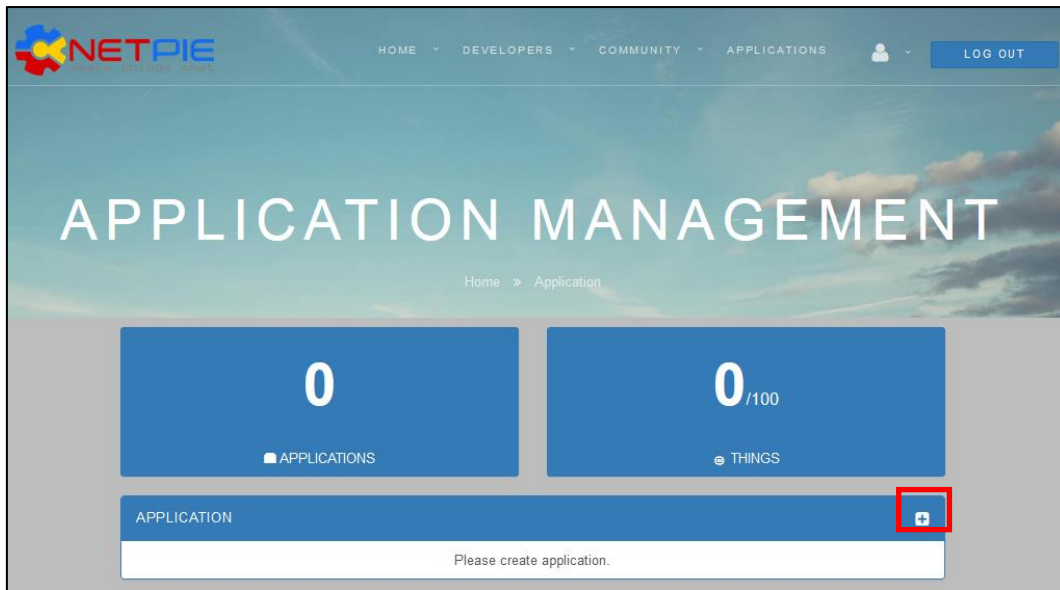 NETPIE
HOME DEVELOPERS COMMUNITY APPLICATIONS LOG OUT
APPLICATION MANAGEMENT
Home » Application
0
APPLICATIONS
0/100
THINGS
APPLICATION
Please create application.